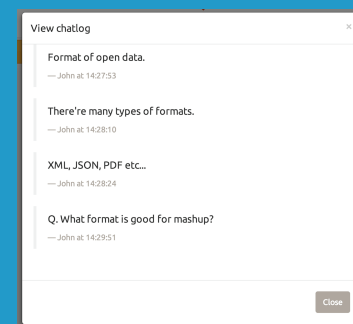 View chatlog
×
Format of open data.
— John at 14:27:53
There're many types of formats.
— John at 14:28:10
XML, JSON, PDF etc...
— John at 14:28:24
Q. What format is good for mashup?
— John at 14:29:51
Close